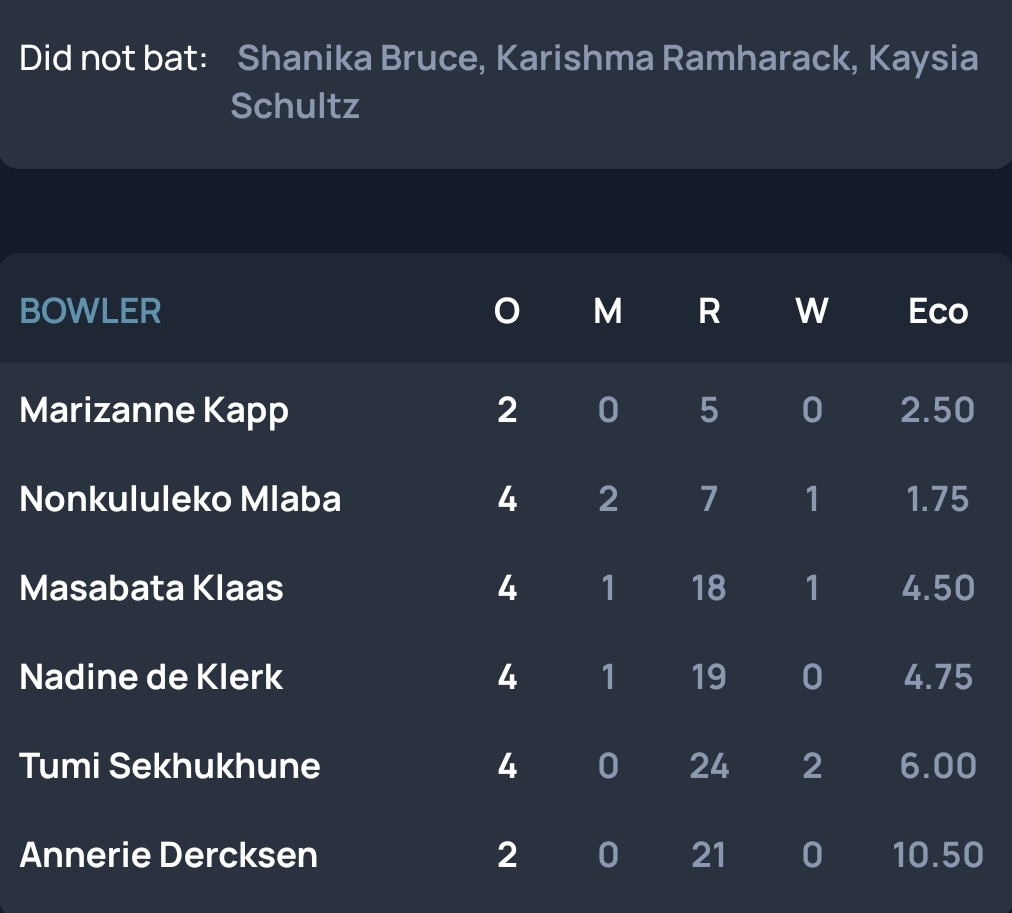 Did not bat: Shanika Bruce, Karishma Ramharack, Kaysia
Schultz
BOWLER O M R W Eco
Marizanne Kapp 2 0 5 0 2.50
Nonkululeko Mlaba 4 2 7 1 1.75
Masabata Klaas 4 1 18 1 4.50
Nadine de Klerk 4 1 19 0 4.75
Tumi Sekhukhune 4 0 24 2 6.00
Annerie Dercksen 2 0 21 0 10.50